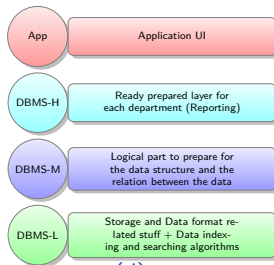 App
Application UI
DBMS-H
Ready prepared layer for
each department (Reporting)
DBMS-M
Logical part to prepare for
the data structure and the
relation between the data
DBMS-L
Storage and Data format re-
lated stuff + Data index-
ing and searching algorithms